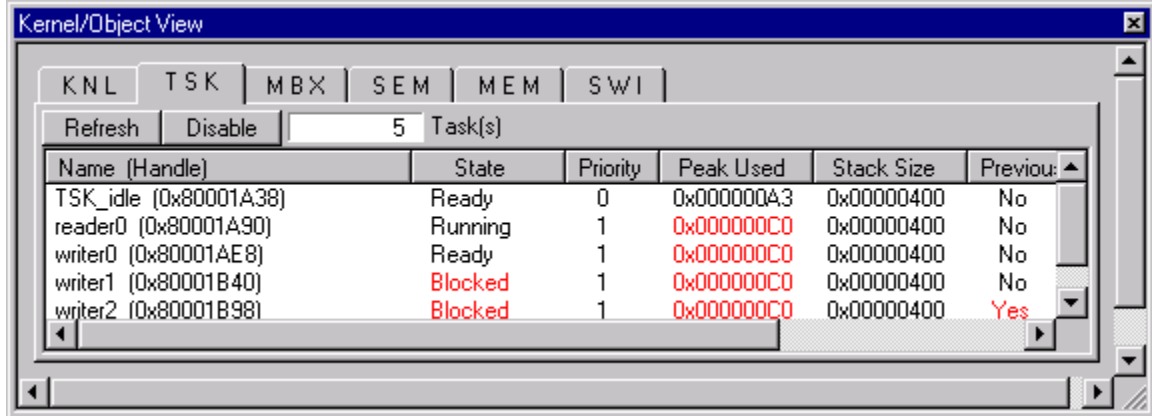 Kernel/Object View
KNL TSK MBX SEM MEM SWI
Refresh Disable 5 Task(s)
Name (Handle) State Priority Peak Used Stack Size
TSK_idle (0x80001A38) Ready 0 0x000000A3 0x00000400 No
reader0 (0x80001A90) Running 1 0x000000C0 0x00000400 No
writer0 (0x80001AE8) Ready 1 0x000000C0 0x00000400 No
writer1 (0x80001B40) Blocked 1 0x000000C0 0x00000400 No
writer2 (0x80001B98) Blocked 1 0x000000C0 0x00000400 Yes